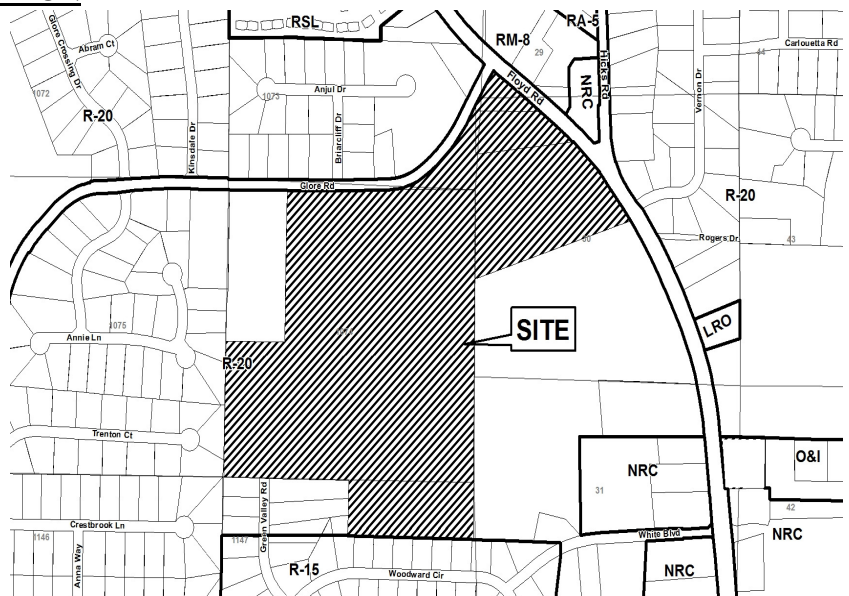 RSL
RA-5
RM-8
29
44
Carlouetta Rd
Glore Crossing Dr
Abram Ct
Hicks Rd
Floyd Rd
NRC
Vernon Dr
1072
1073
Anjul Dr
R-20
Kinsdale Dr
Briarcliff Dr
Glore Rd
R-20
Rogers Dr
43
SITE
LRO
1075
Annie Ln
R-20
Trenton Ct
NRC
O&I
31
42
Green Valley Rd
Crestbrook Ln
1146
1147
Anna Way
White Blvd
NRC
R-15
Woodward Cir
NRC